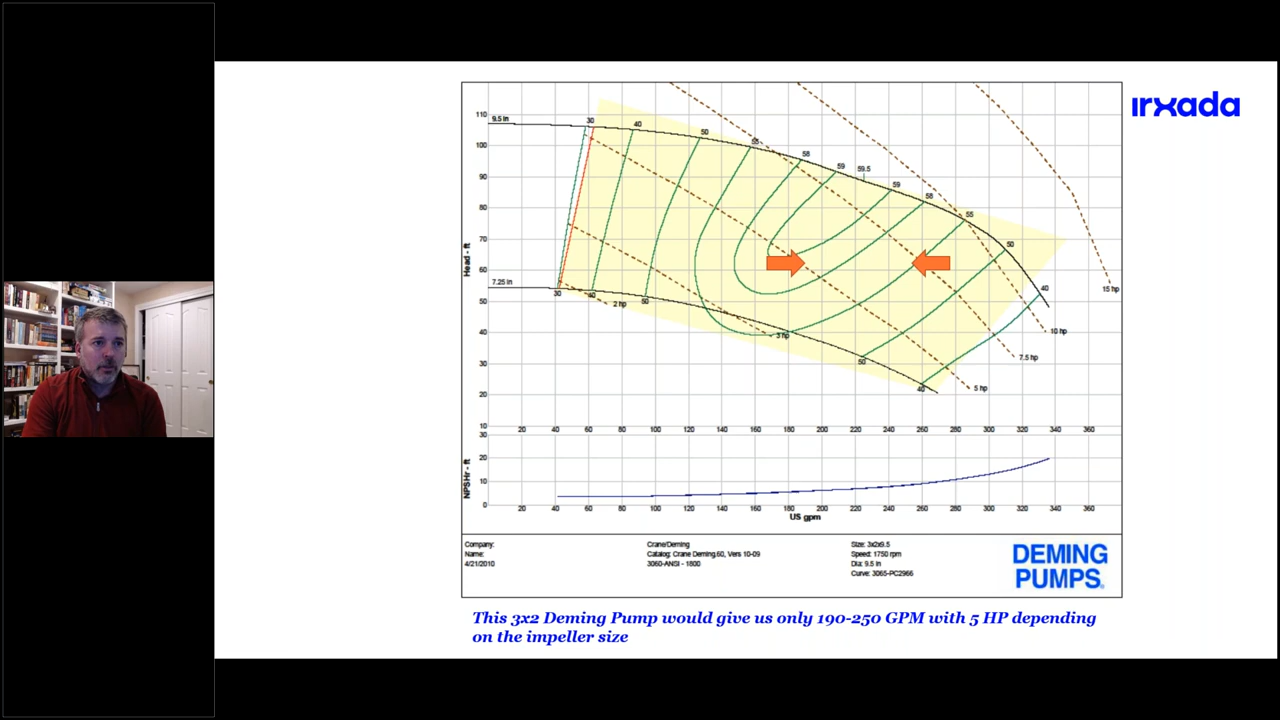 ırxada
9.5 in
30
40
50
55
58
59
59.5
59
58
55
50
40
7.25 in
30
40
50
50
40
2 hp
3 hp
5 hp
7.5 hp
10 hp
15 hp
Head - ft
110
100
90
80
70
60
50
40
30
20
10
20 40 60 80 100 120 140 160 180 200 220 240 260 280 300 320 340 360
NPSHr - ft
30
20
10
0
20 40 60 80 100 120 140 160 180 200 220 240 260 280 300 320 340 360
US gpm
Company:
Name:
4/21/2010
Crane/Deming
Catalog: Crane Deming.60, Vers 10-09
3060-ANSI - 1800
Size: 3x2x9.5
Speed: 1750 rpm
Dia: 9.5 in
Curve: 3065-PC2966
DEMING
PUMPS®
This 3x2 Deming Pump would give us only 190-250 GPM with 5 HP depending
on the impeller size